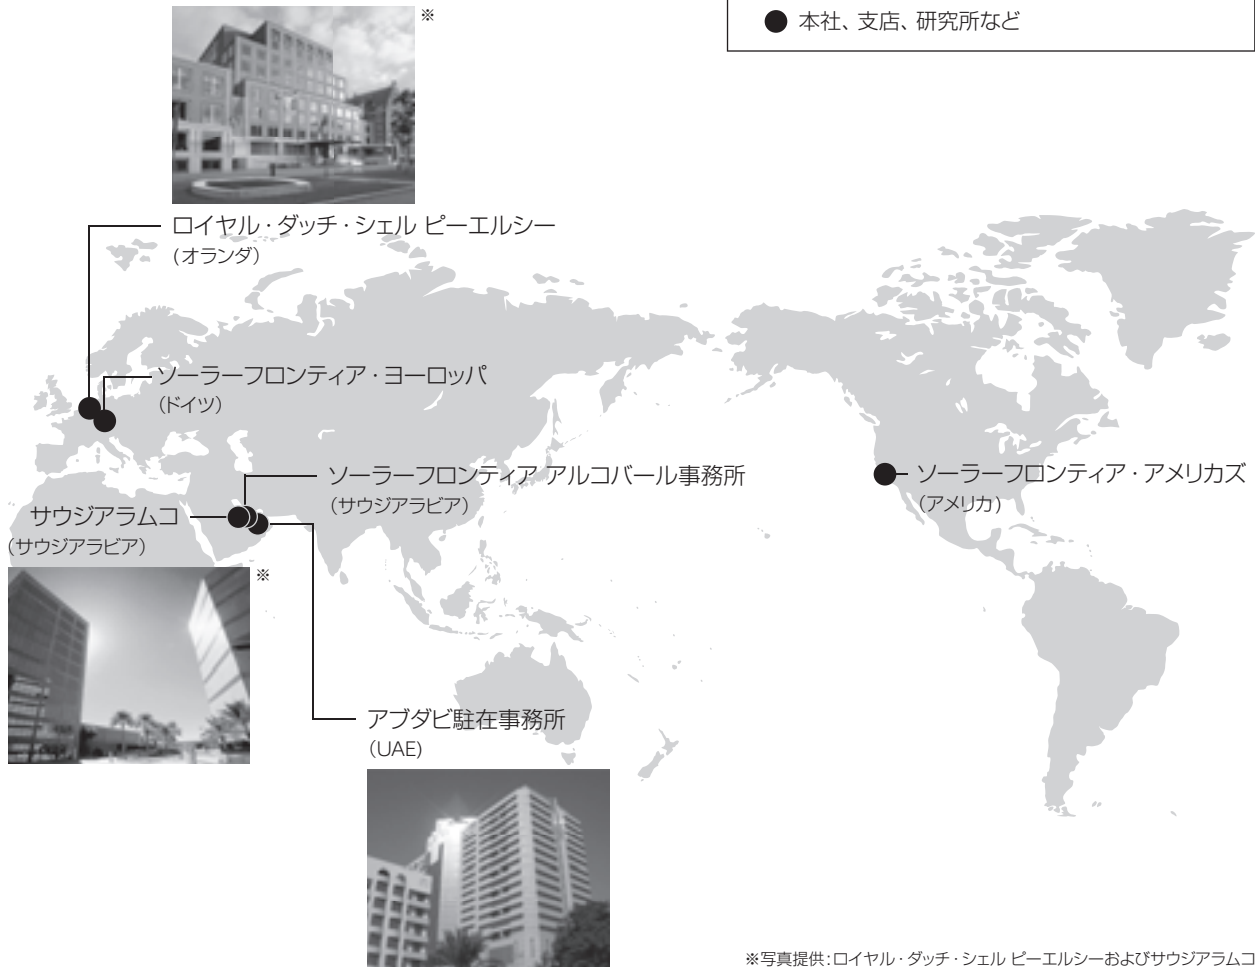 ※
● 本社、支店、研究所など
ロイヤル・ダッチ・シェル ピーエルシー
(オランダ)
ソーラーフロンティア・ヨーロッパ
(ドイツ)
ソーラーフロンティア アルコバール事務所
(サウジアラビア)
ソーラーフロンティア・アメリカズ
(アメリカ)
サウジアラムコ
(サウジアラビア)
※
アブダビ駐在事務所
(UAE)
※写真提供:ロイヤル・ダッチ・シェル ピーエルシーおよびサウジアラムコ